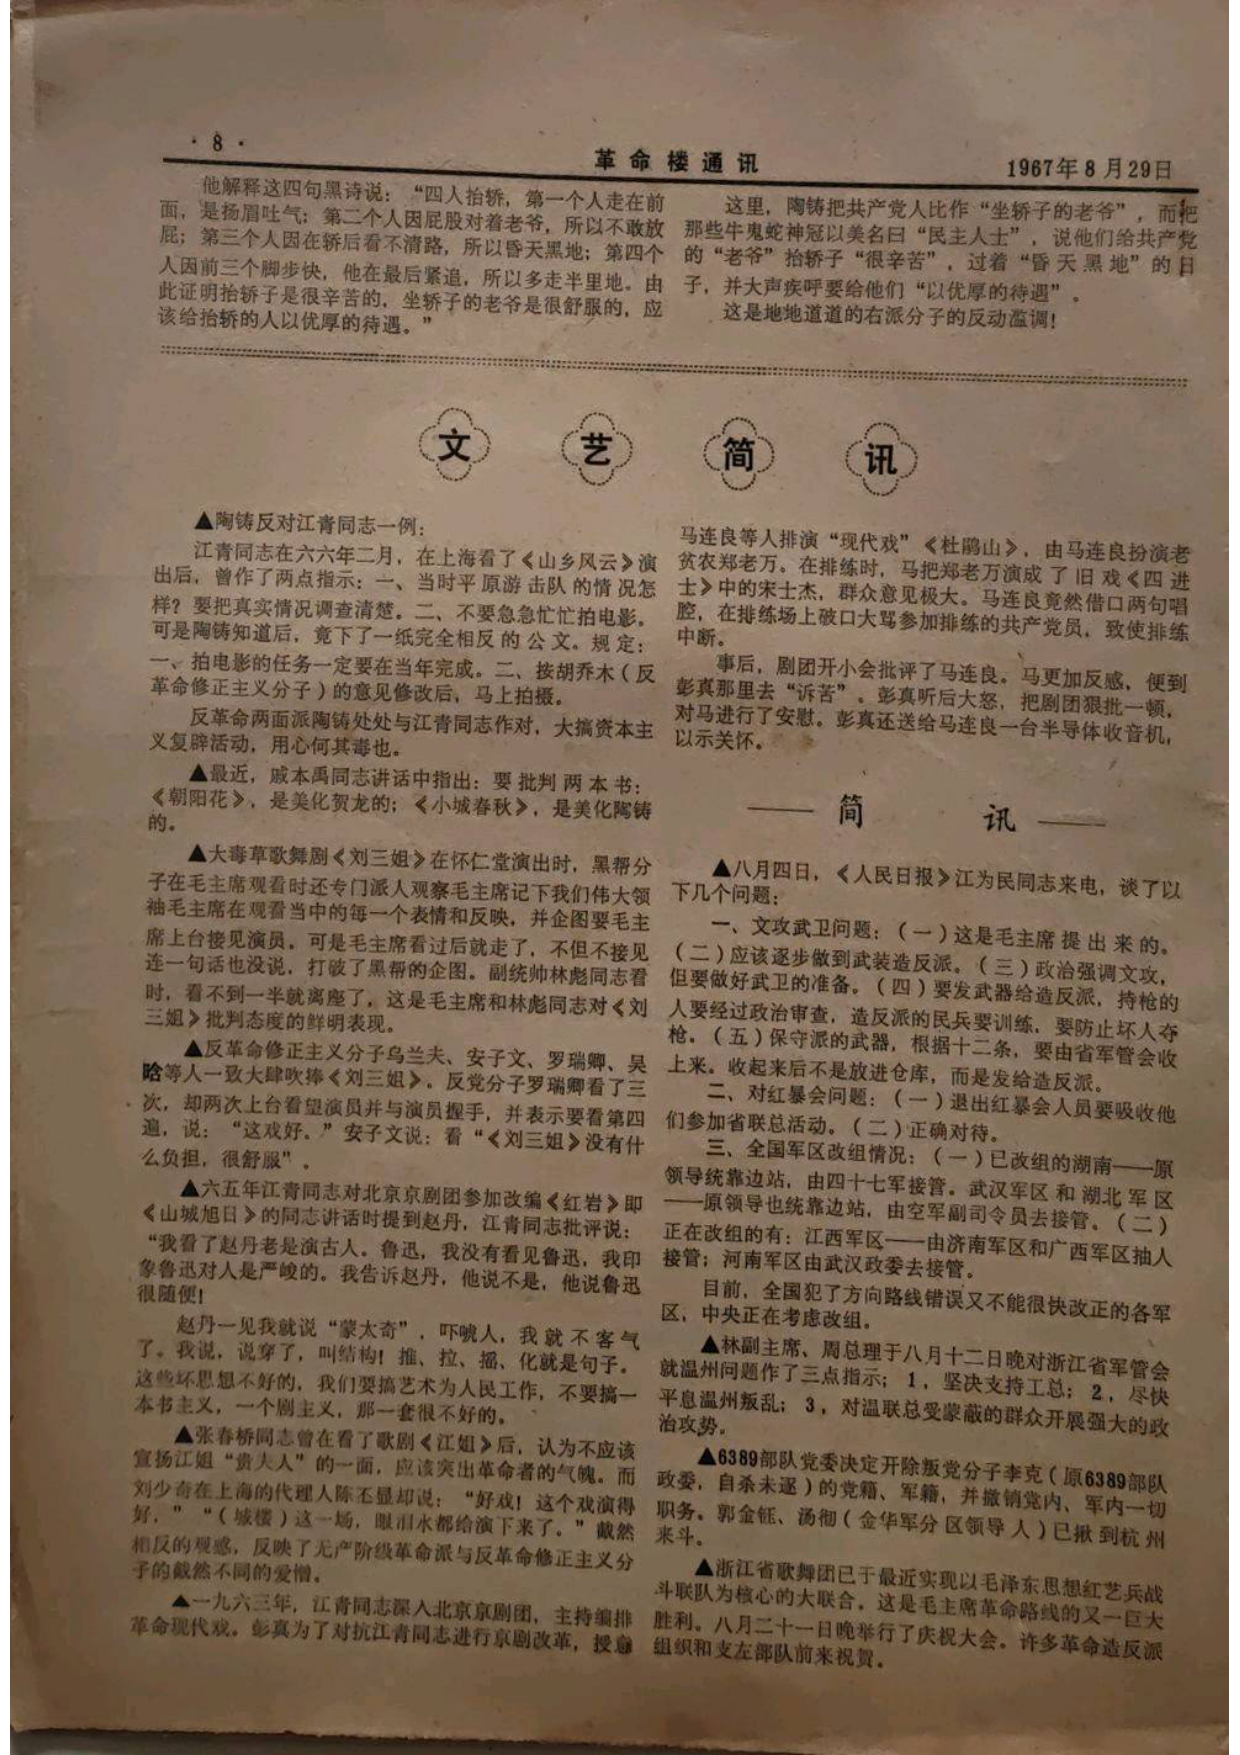 · 8 ·
革命楼通讯
1967年8月29日
他解释这四句黑诗说：“四人抬轿，第一个人走在前
面，是扬眉吐气；第二个人因屁股对着老爷，所以不敢放
屁；第三个人因在轿后看不清路，所以昏天黑地；第四个
人因前三个脚步快，他在最后紧追，所以多走半里地。由
此证明抬轿子是很辛苦的，坐轿子的老爷是很舒服的，应
该给抬轿的人以优厚的待遇。”
这里，陶铸把共产党人比作“坐轿子的老爷”，而把
那些牛鬼蛇神冠以美名曰“民主人士”，说他们给共产党
的“老爷”抬轿子“很辛苦”，过着“昏天黑地”的日
子，并大声疾呼要给他们“以优厚的待遇”。
这是地地道道的右派分子的反动滥调！
文艺简讯
▲陶铸反对江青同志一例：
江青同志在六六年二月，在上海看了《山乡风云》演
出后，曾作了两点指示：一、当时平原游击队的情况怎
样？要把真实情况调查清楚。二、不要急急忙忙拍电影。
可是陶铸知道后，竟下了一纸完全相反的公文。规定：
一、拍电影的任务一定要在当年完成。二、按胡乔木（反
革命修正主义分子）的意见修改后，马上拍摄。
反革命两面派陶铸处处与江青同志作对，大搞资本主
义复辟活动，用心何其毒也。
▲最近，戚本禹同志讲话中指出：要批判两本书：
《朝阳花》，是美化贺龙的；《小城春秋》，是美化陶铸
的。
▲大毒草歌舞剧《刘三姐》在怀仁堂演出时，黑帮分
子在毛主席观看时还专门派人观察毛主席记下我们伟大领
袖毛主席在观看当中的每一个表情和反映，并企图要毛主
席上台接见演员。可是毛主席看过后就走了，不但不接见
连一句话也没说，打破了黑帮的企图。副统帅林彪同志看
时，看不到一半就离座了，这是毛主席和林彪同志对《刘
三姐》批判态度的鲜明表现。
▲反革命修正主义分子乌兰夫、安子文、罗瑞卿、吴
晗等人一致大肆吹捧《刘三姐》。反党分子罗瑞卿看了三
次，却两次上台看望演员并与演员握手，并表示要看第四
遍，说：“这戏好。”安子文说：看“《刘三姐》没有什
么负担，很舒服”。
▲六五年江青同志对北京京剧团参加改编《红岩》即
《山城旭日》的同志讲话时提到赵丹，江青同志批评说：
“我看了赵丹老是演古人。鲁迅，我没有看见鲁迅，我印
象鲁迅对人是严峻的。我告诉赵丹，他说不是，他说鲁迅
很随便！
赵丹一见我就说“蒙太奇”，吓唬人，我就不客气
了。我说，说穿了，叫结构！推、拉、摇、化就是句子。
这些坏思想不好的，我们要搞艺术为人民工作，不要搞一
本书主义，一个剧主义，那一套很不好的。
▲张春桥同志曾在看了歌剧《江姐》后，认为不应该
宣扬江姐“贵夫人”的一面，应该突出革命者的气魄。而
刘少奇在上海的代理人陈丕显却说：“好戏！这个戏演得
好，”“（城楼）这一场，眼泪水都给演下来了。”截然
相反的观感，反映了无产阶级革命派与反革命修正主义分
子的截然不同的爱憎。
▲一九六三年，江青同志深入北京京剧团，主持编排
革命现代戏。彭真为了对抗江青同志进行京剧改革，授意
马连良等人排演“现代戏”《杜鹃山》，由马连良扮演老
贫农郑老万。在排练时，马把郑老万演成了旧戏《四进
士》中的宋士杰，群众意见极大。马连良竟然借口两句唱
腔，在排练场上破口大骂参加排练的共产党员，致使排练
中断。
事后，剧团开小会批评了马连良。马更加反感，便到
彭真那里去“诉苦”。彭真听后大怒，把剧团狠批一顿，
对马进行了安慰。彭真还送给马连良一台半导体收音机，
以示关怀。
——简讯——
▲八月四日，《人民日报》江为民同志来电，谈了以
下几个问题：
一、文攻武卫问题：（一）这是毛主席提出来的。
（二）应该逐步做到武装造反派。（三）政治强调文攻，
但要做好武卫的准备。（四）要发武器给造反派，持枪的
人要经过政治审查，造反派的民兵要训练，要防止坏人夺
枪。（五）保守派的武器，根据十二条，要由省军管会收
上来。收起来后不是放进仓库，而是发给造反派。
二、对红暴会问题：（一）退出红暴会人员要吸收他
们参加省联总活动。（二）正确对待。
三、全国军区改组情况：（一）已改组的湖南——原
领导统靠边站，由四十七军接管。武汉军区和湖北军区
——原领导也统靠边站，由空军副司令员去接管。（二）
正在改组的有：江西军区——由济南军区和广西军区抽人
接管；河南军区由武汉政委去接管。
目前，全国犯了方向路线错误又不能很快改正的各军
区，中央正在考虑改组。
▲林副主席、周总理于八月十二日晚对浙江省军管会
就温州问题作了三点指示；1，坚决支持工总；2，尽快
平息温州叛乱；3，对温联总受蒙蔽的群众开展强大的政
治攻势。
▲6389部队党委决定开除叛党分子李克（原6389部队
政委，自杀未遂）的党籍、军籍，并撤销党内、军内一切
职务。郭金钰、汤彻（金华军分区领导人）已揪到杭州
来斗。
▲浙江省歌舞团已于最近实现以毛泽东思想红艺兵战
斗联队为核心的大联合。这是毛主席革命路线的又一巨大
胜利。八月二十一日晚举行了庆祝大会。许多革命造反派
组织和支左部队前来祝贺。